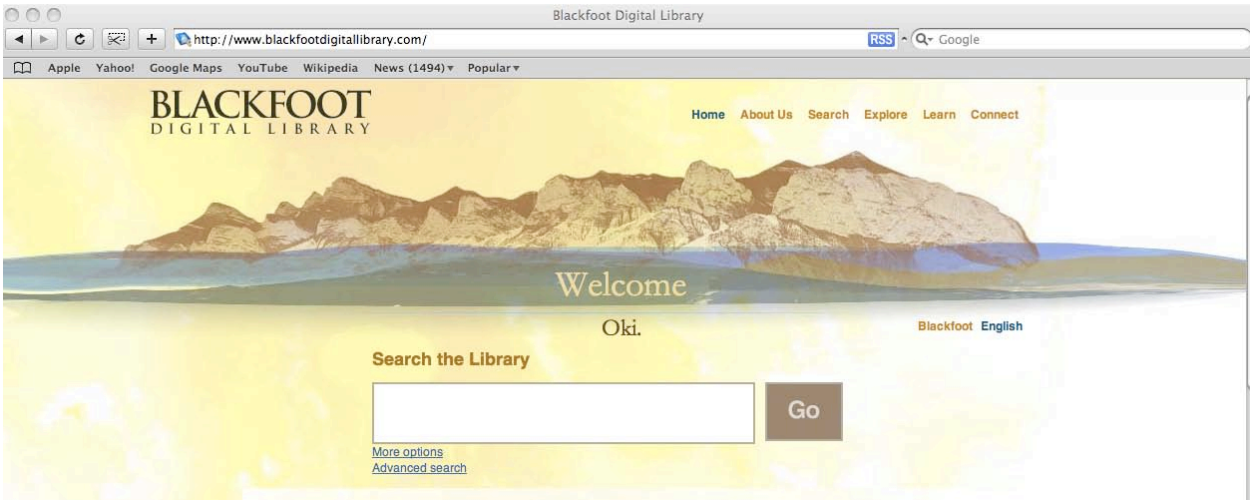 Blackfoot Digital Library
http://www.blackfootdigitallibrary.com/ RSS Google
Apple Yahoo! Google Maps YouTube Wikipedia News (1494) Popular
BLACKFOOT
DIGITAL LIBRARY
Home About Us Search Explore Learn Connect
Welcome
Oki.
Blackfoot English
Search the Library
Go
More options
Advanced search